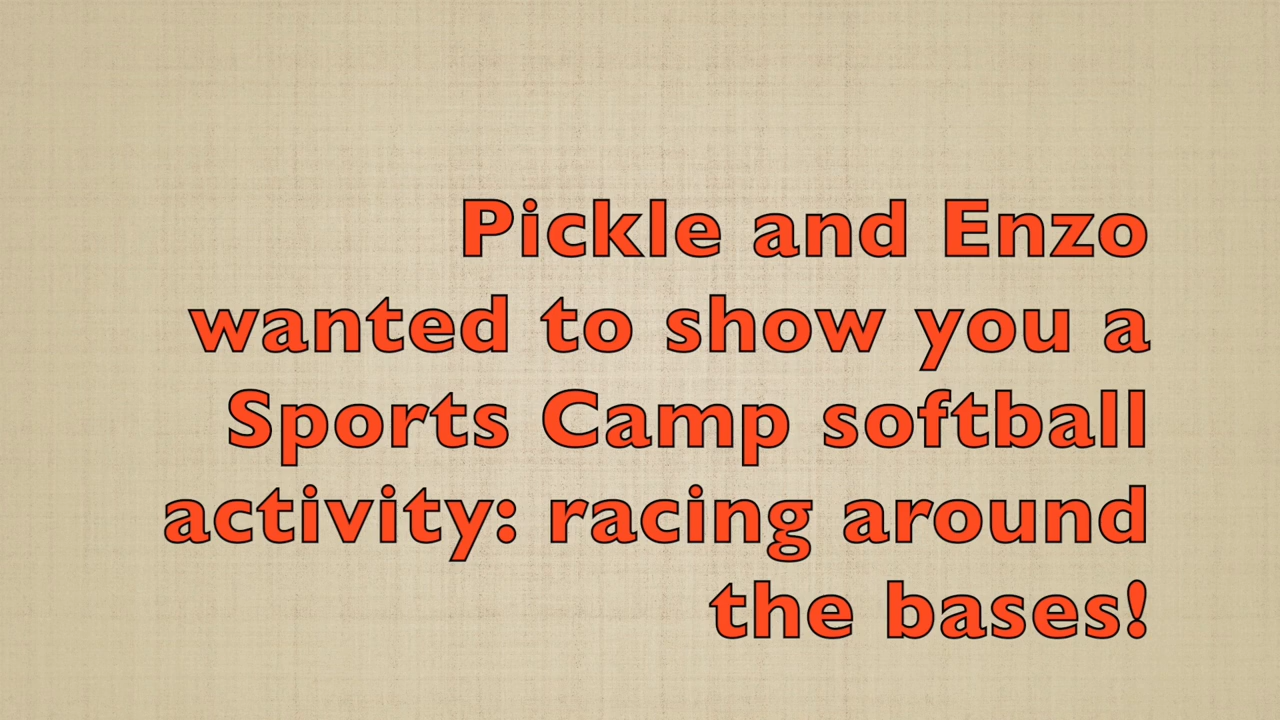 Pickle and Enzo
wanted to show you a
Sports Camp softball
activity: racing around
the bases!